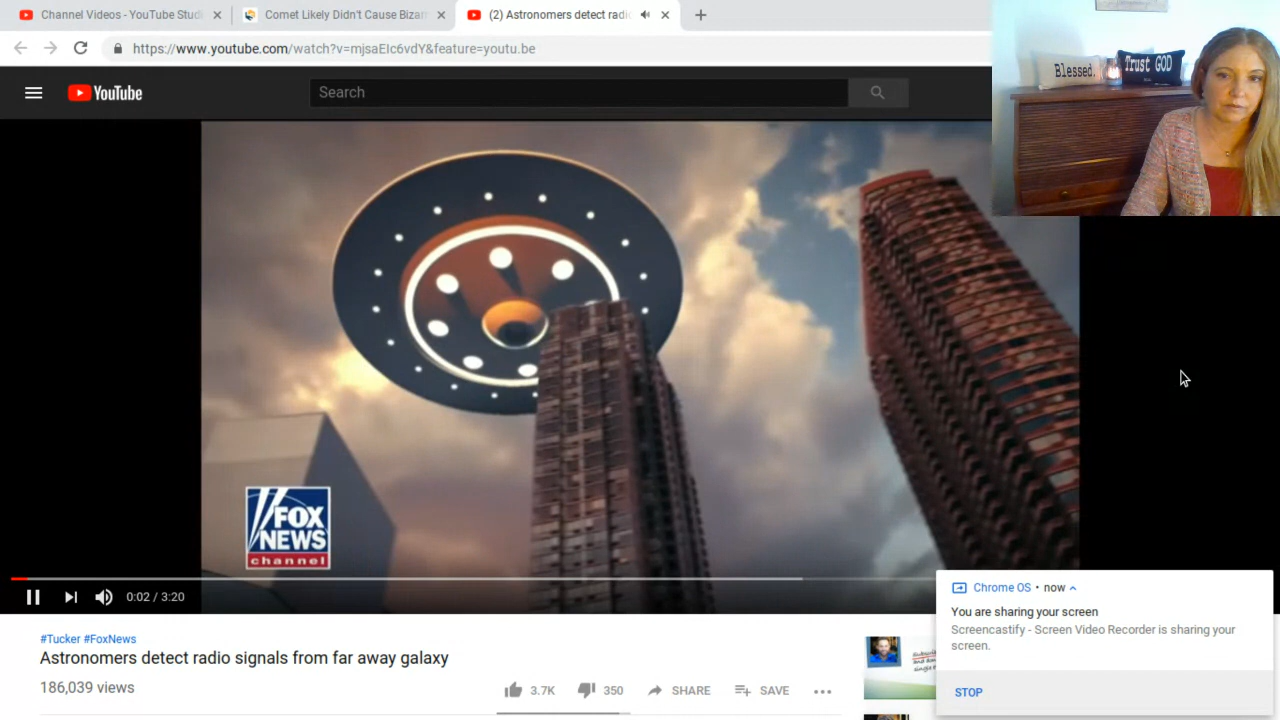 Channel Videos - YouTube Studi
Comet Likely Didn't Cause Bizarr
(2) Astronomers detect radi
https://www.youtube.com/watch?v=mjsaEIc6vdY&feature=youtu.be
YouTube
Search
Blessed.
Trust GOD
FOX
NEWS
channel
0:02 / 3:20
#Tucker #FoxNews
Astronomers detect radio signals from far away galaxy
186,039 views
3.7K
350
SHARE
SAVE
Chrome OS • now
You are sharing your screen
Screencastify - Screen Video Recorder is sharing your
screen.
STOP